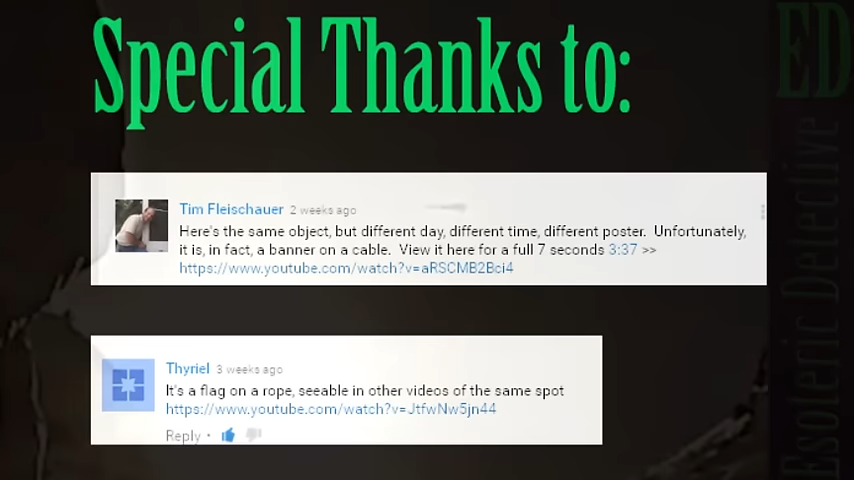 Special Thanks to:
ED
Esoteric Detective
Tim Fleischauer 2 weeks ago
Here's the same object, but different day, different time, different poster. Unfortunately,
it is, in fact, a banner on a cable. View it here for a full 7 seconds 3:37 >>
https://www.youtube.com/watch?v=aRSCMB2Bci4
Thyriel 3 weeks ago
It's a flag on a rope, seeable in other videos of the same spot
https://www.youtube.com/watch?v=JtfwNw5jn44
Reply •